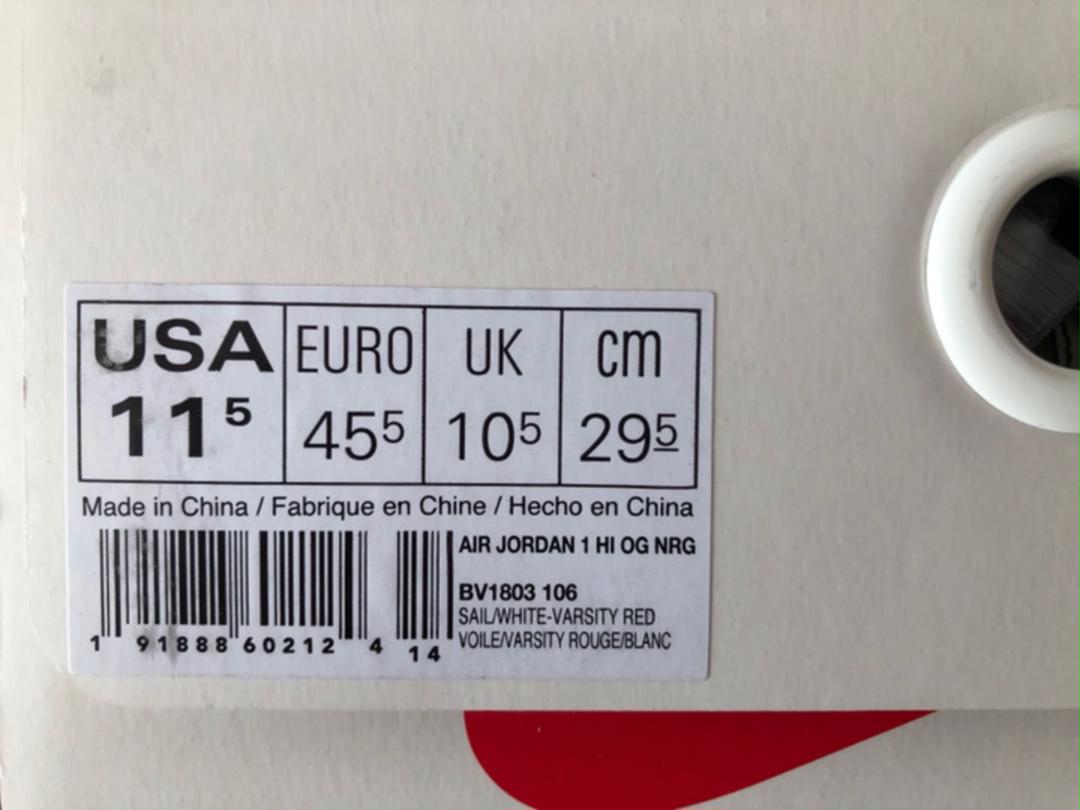 USA EURO UK cm
11⁵ 45⁵ 10⁵ 29⁵
Made in China / Fabrique en Chine / Hecho en China
AIR JORDAN 1 HI OG NRG
BV1803 106
SAIL/WHITE-VARSITY RED
VOILE/VARSITY ROUGE/BLANC
1 91888 60212 4 14